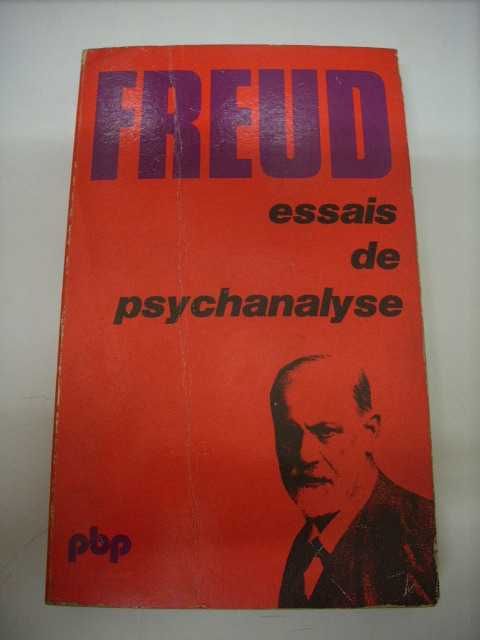 FREUD
essais
de
psychanalyse
pbp